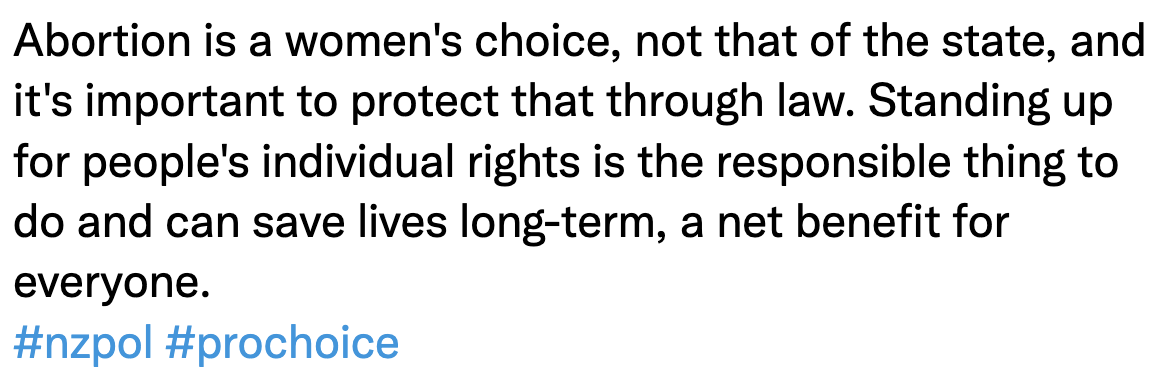 Abortion is a women's choice, not that of the state, and
it's important to protect that through law. Standing up
for people's individual rights is the responsible thing to
do and can save lives long-term, a net benefit for
everyone.
#nzpol #prochoice